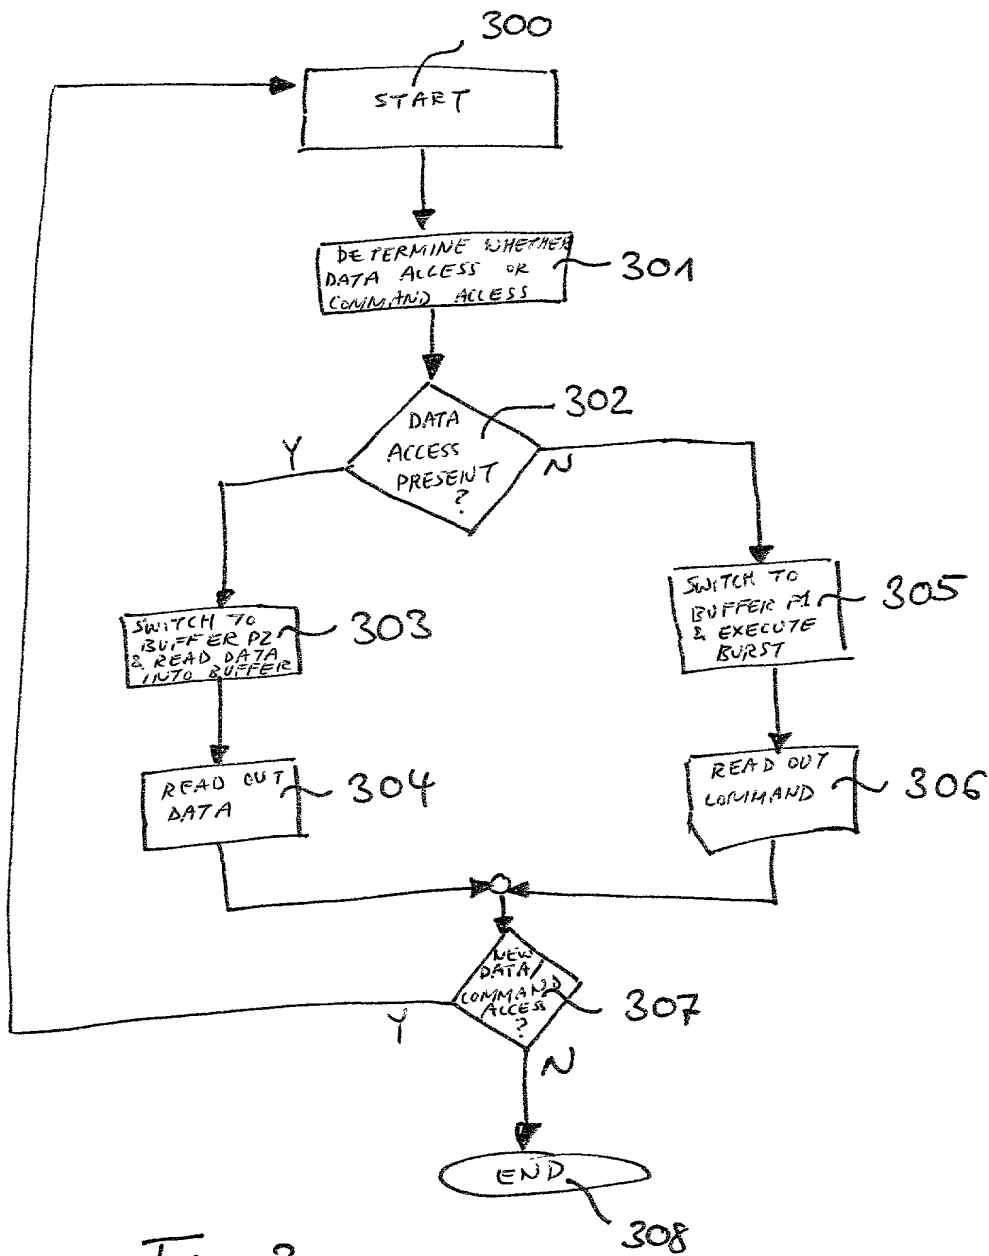 300
START
DETERMINE WHETHER
DATA ACCESS OR
COMMAND ACCESS
301
302
DATA
ACCESS
PRESENT
?
Y
N
SWITCH TO
BUFFER P2
& READ DATA
INTO BUFFER
303
SWITCH TO
BUFFER P1
& EXECUTE
BURST
305
READ OUT
DATA
304
READ OUT
COMMAND
306
NEW
DATA/
COMMAND
ACCESS
?
307
Y
N
END
308